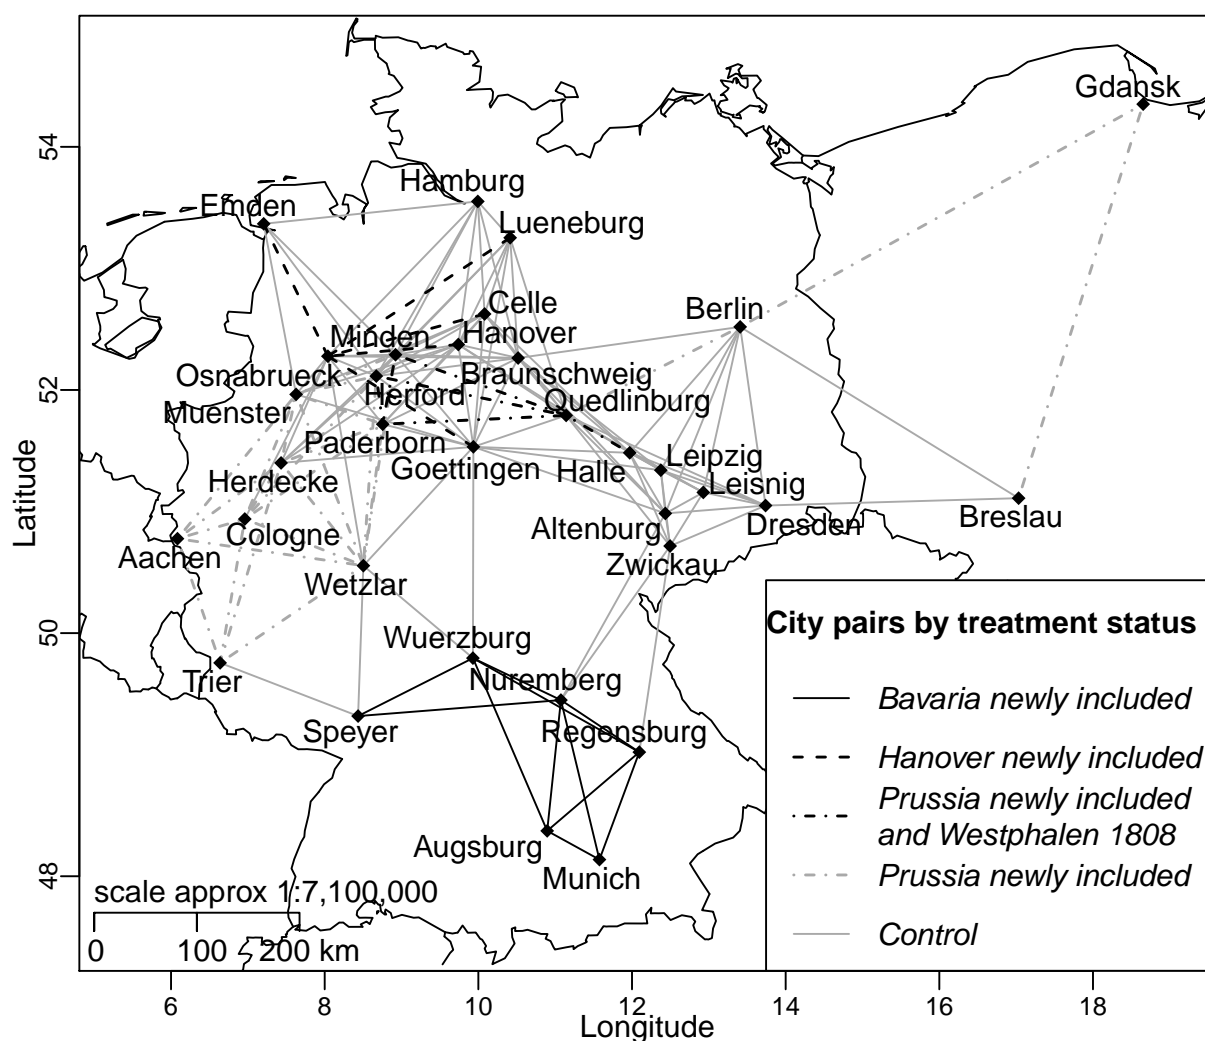 Gdansk
54
Hamburg
Emden
Lueneburg
Celle
Berlin
Minden
Hanover
52
Osnabrueck
Braunschweig
Herford
Quedlinburg
Muenster
Paderborn
Goettingen
Halle
Leipzig
Herdecke
Leisnig
Latitude
Cologne
Altenburg
Dresden
Breslau
Aachen
Zwickau
Wetzlar
50
Wuerzburg
City pairs by treatment status
Trier
Nuremberg
Bavaria newly included
Speyer
Regensburg
Hanover newly included
Prussia newly included
and Westphalen 1808
Augsburg
Munich
48
Prussia newly included
scale approx 1:7,100,000
Control
0 100 200 km
6 8 10 12 14 16 18
Longitude